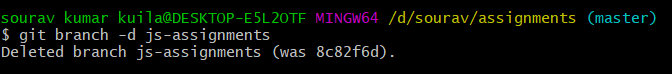 sourav kumar kuila@DESKTOP-E5L2OTF MINGW64 /d/sourav/assignments (master)
$ git branch -d js-assignments
Deleted branch js-assignments (was 8c82f6d).